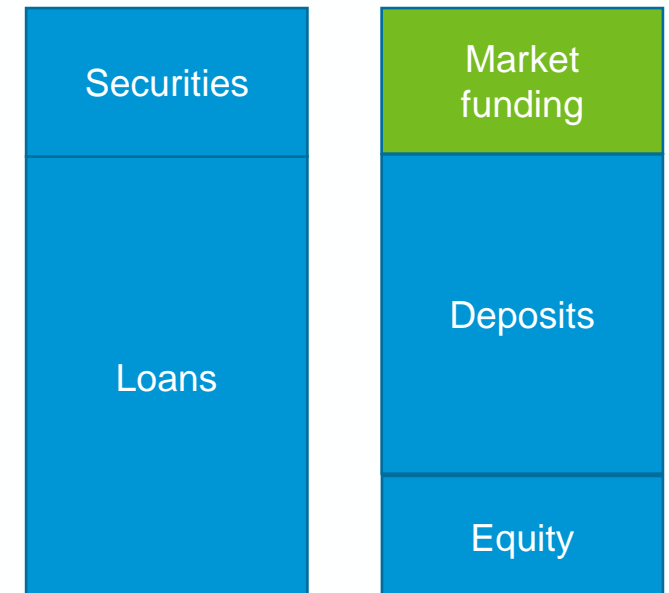 Securities
Loans
Market
funding
Deposits
Equity